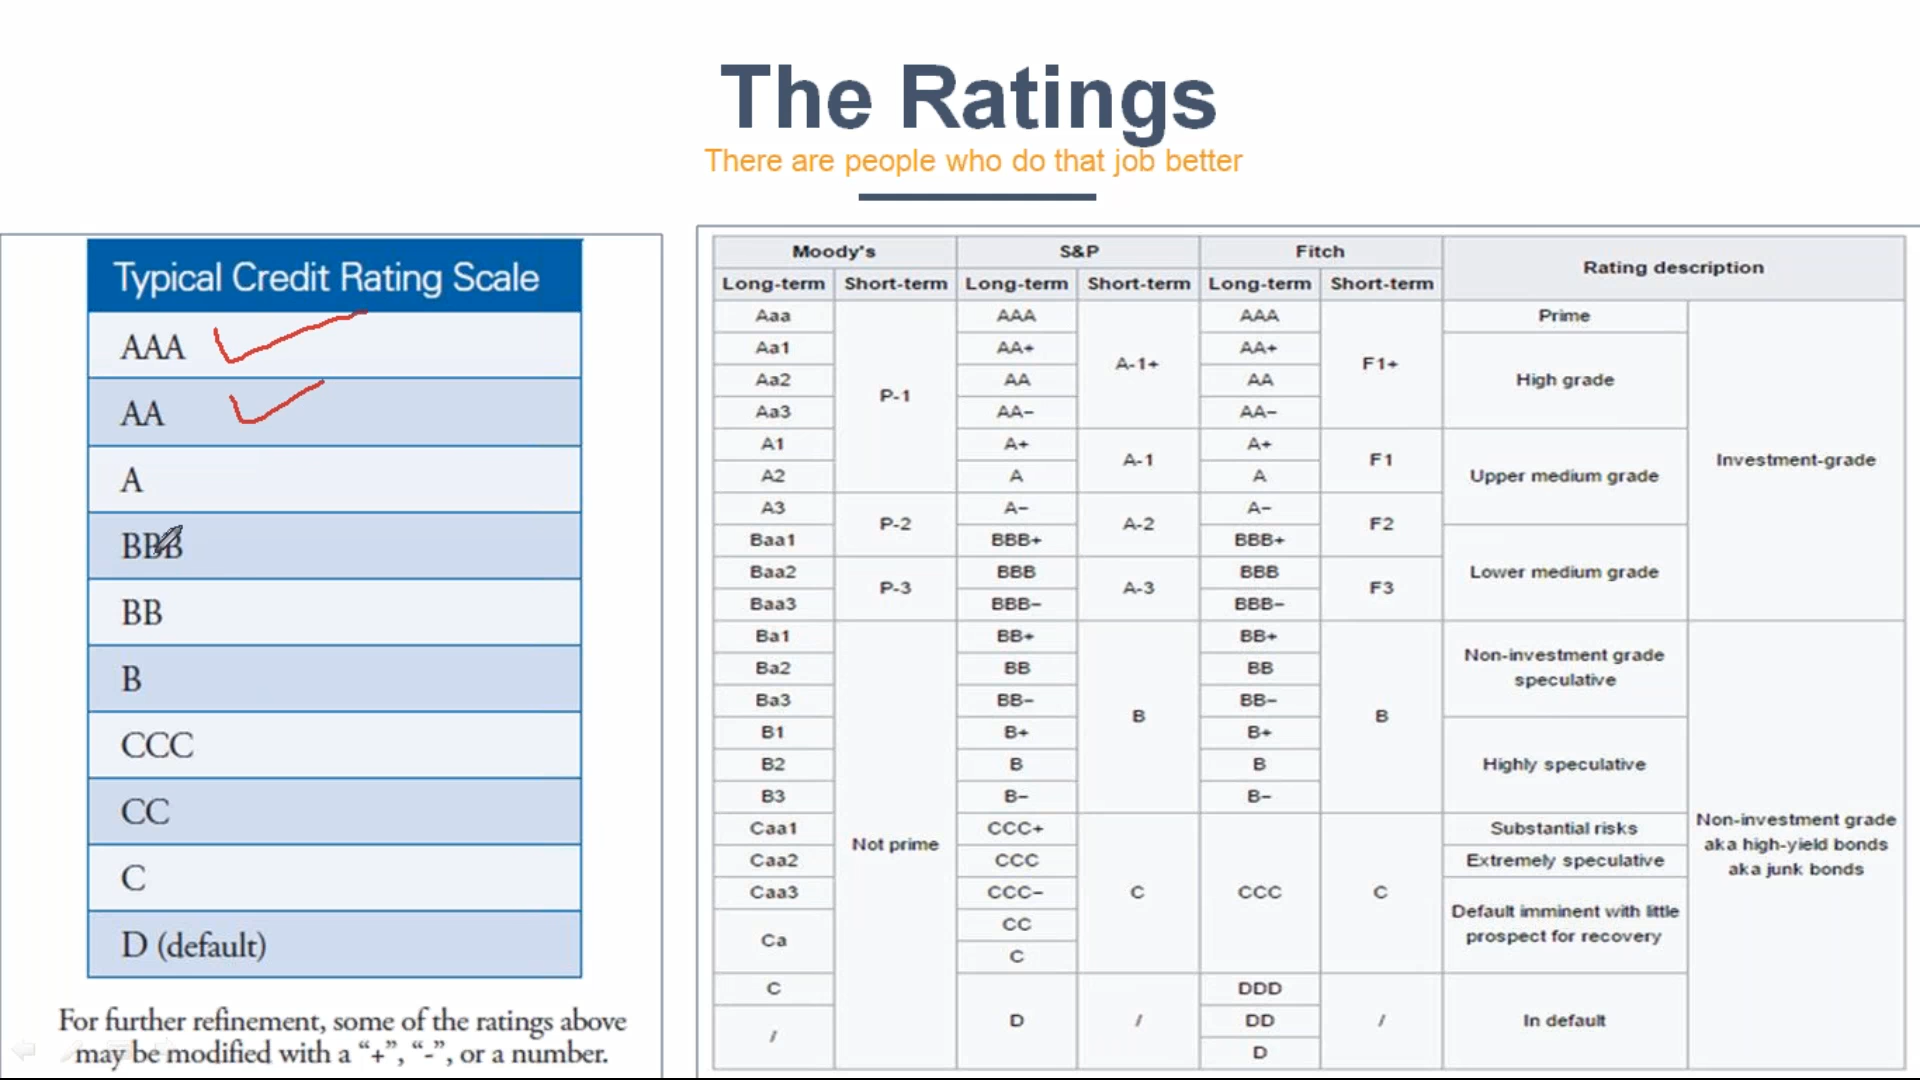 The Ratings
There are people who do that job better
Typical Credit Rating Scale
AAA
AA
A
BBB
BB
B
CCC
CC
C
D (default)
For further refinement, some of the ratings above
may be modified with a “+”, “-”, or a number.
Moody's S&P Fitch Rating description
Long-term Short-term Long-term Short-term Long-term Short-term
Aaa P-1 AAA A-1+ AAA F1+ Prime Investment-grade
Aa1 AA+ AA+ High grade
Aa2 AA AA
Aa3 AA− AA−
A1 A+ A-1 A+ F1 Upper medium grade
A2 A A
A3 P-2 A− A-2 A− F2
Baa1 BBB+ BBB+ Lower medium grade
Baa2 P-3 BBB A-3 BBB F3
Baa3 BBB− BBB−
Ba1 Not prime BB+ B BB+ B Non-investment grade speculative Non-investment grade aka high-yield bonds aka junk bonds
Ba2 BB BB
Ba3 BB− BB−
B1 B+ B+ Highly speculative
B2 B B
B3 B− B−
Caa1 CCC+ C CCC C Substantial risks
Caa2 CCC Extremely speculative
Caa3 CCC− Default imminent with little prospect for recovery
Ca CC
C
C D / DDD / In default
/ DD
D